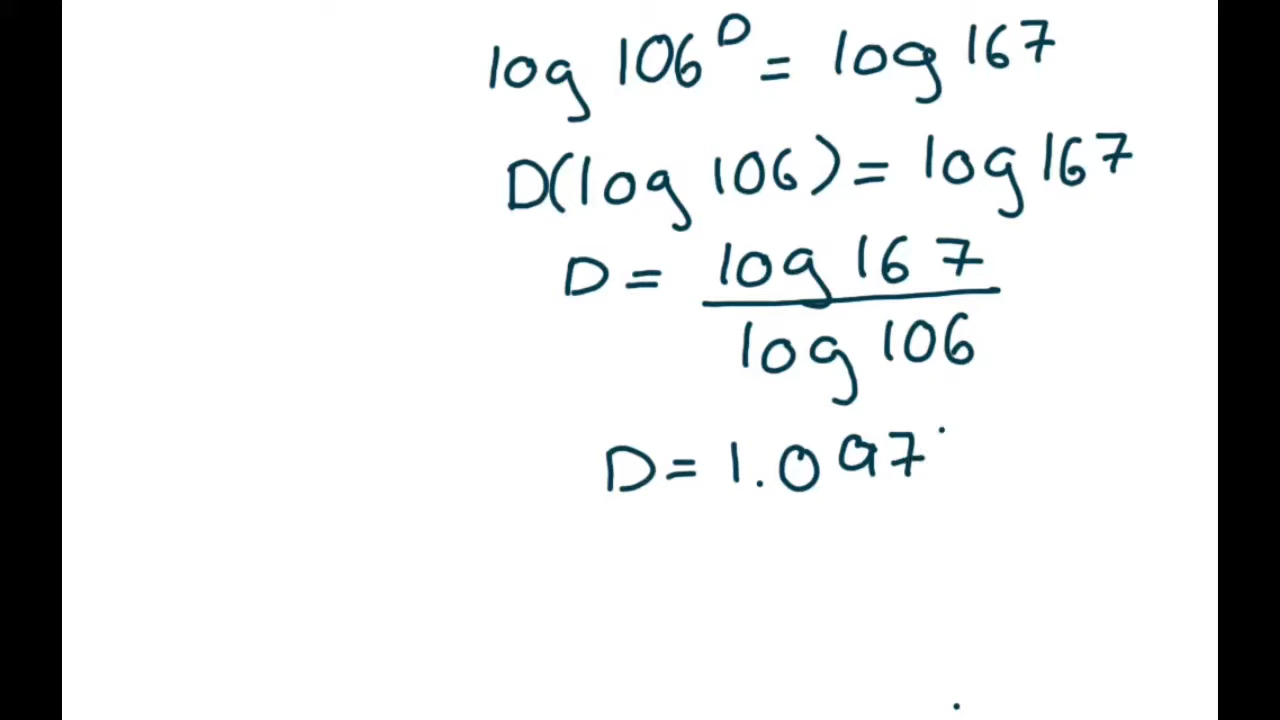 log 106^D = log 167
D(log 106) = log 167
D = log 167
log 106
D = 1.097